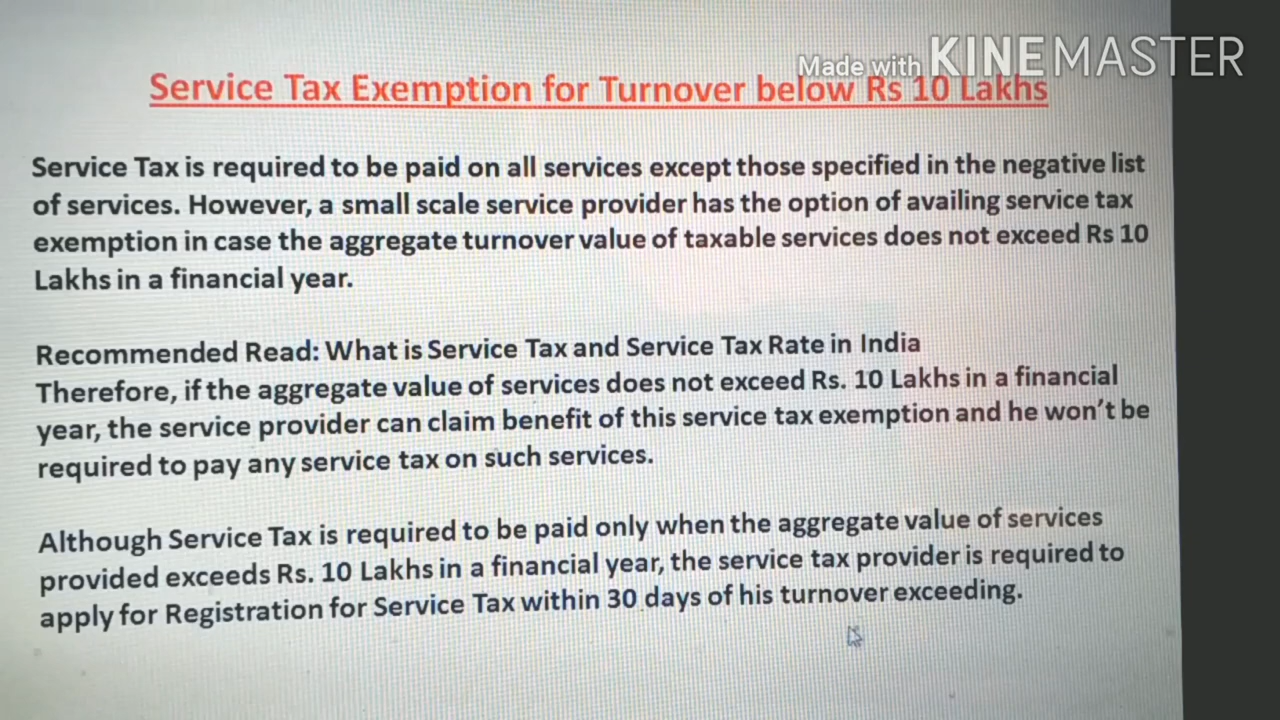 Made with KINEMASTER
Service Tax Exemption for Turnover below Rs 10 Lakhs
Service Tax is required to be paid on all services except those specified in the negative list
of services. However, a small scale service provider has the option of availing service tax
exemption in case the aggregate turnover value of taxable services does not exceed Rs 10
Lakhs in a financial year.
Recommended Read: What is Service Tax and Service Tax Rate in India
Therefore, if the aggregate value of services does not exceed Rs. 10 Lakhs in a financial
year, the service provider can claim benefit of this service tax exemption and he won't be
required to pay any service tax on such services.
Although Service Tax is required to be paid only when the aggregate value of services
provided exceeds Rs. 10 Lakhs in a financial year, the service tax provider is required to
apply for Registration for Service Tax within 30 days of his turnover exceeding.